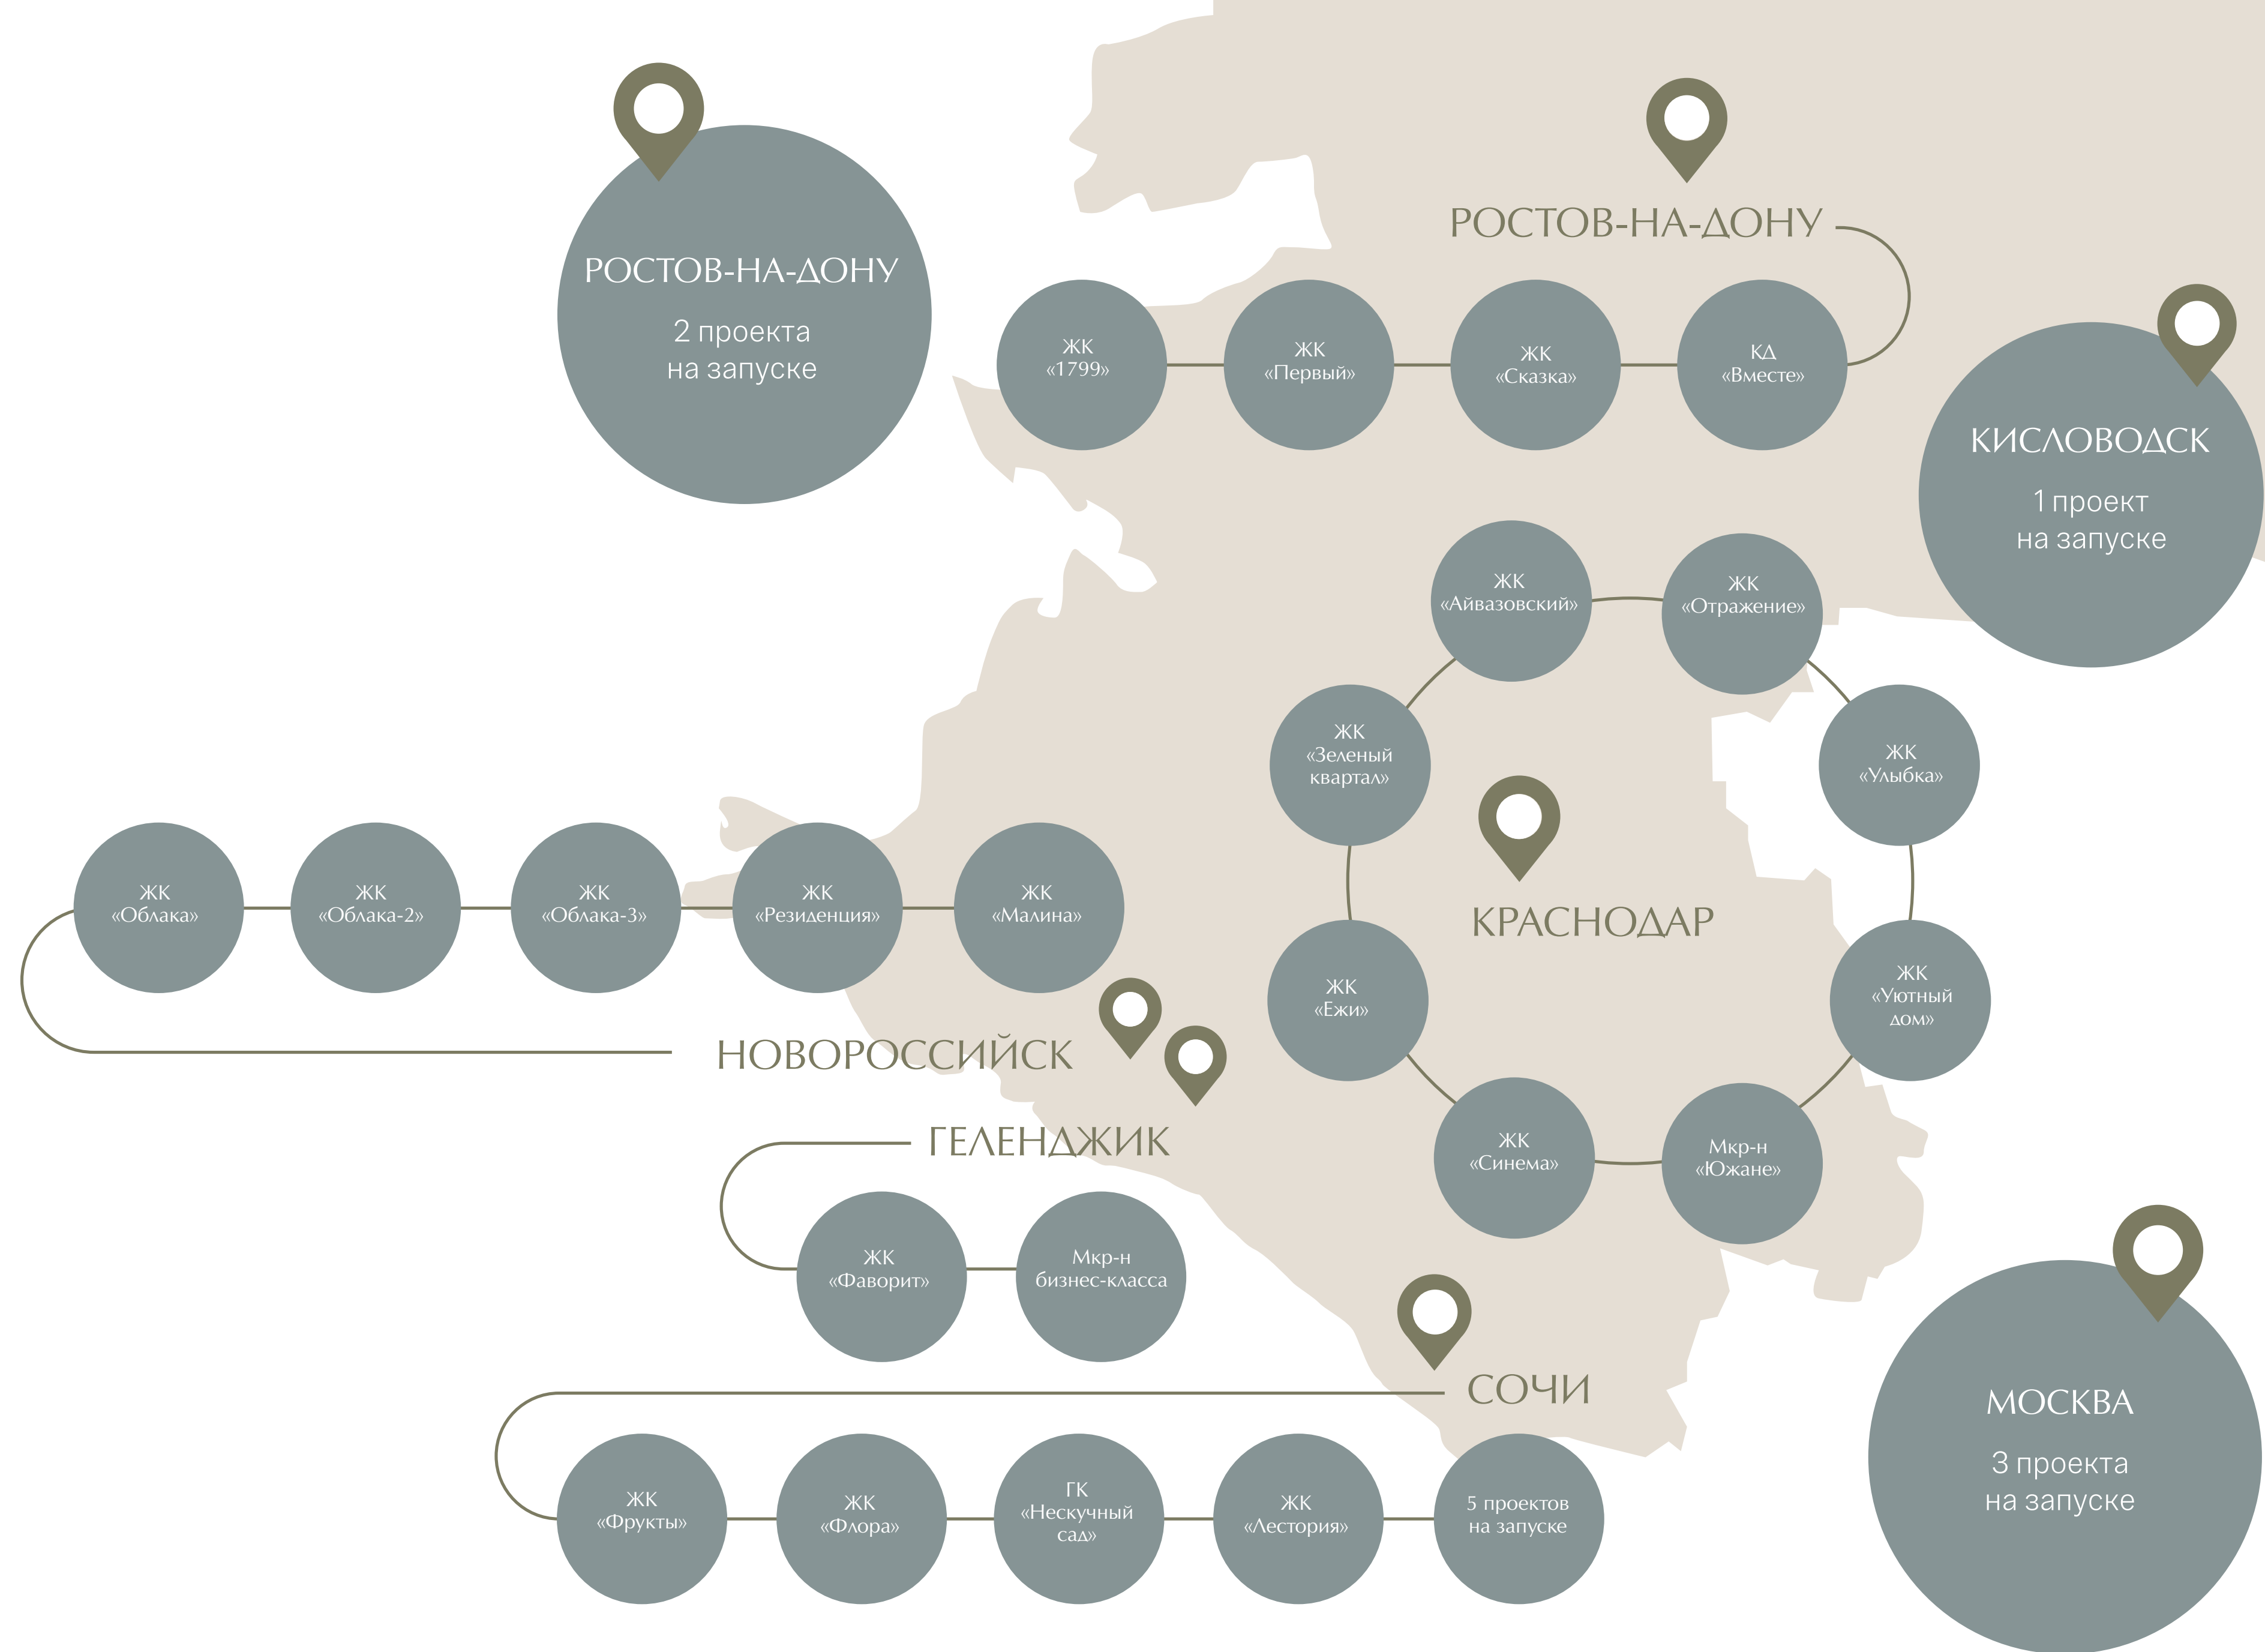 РОСТОВ-НА-ДОНУ
2 проекта
на запуске
РОСТОВ-НА-ДОНУ
ЖК
«1799»
ЖК
«Первый»
ЖК
«Сказка»
КД
«Вместе»
КИСЛОВОДСК
1 проект
на запуске
ЖК
«Айвазовский»
ЖК
«Отражение»
ЖК
«Зеленый
квартал»
ЖК
«Улыбка»
КРАСНОДАР
ЖК
«Ежи»
ЖК
«Уютный
дом»
ЖК
«Синема»
Мкр-н
«Южане»
ЖК
«Облака»
ЖК
«Облака-2»
ЖК
«Облака-3»
ЖК
«Резиденция»
ЖК
«Малина»
НОВОРОССИЙСК
ГЕЛЕНДЖИК
ЖК
«Фаворит»
Мкр-н
бизнес-класса
СОЧИ
ЖК
«Фрукты»
ЖК
«Флора»
ГК
«Нескучный
сад»
ЖК
«Лестория»
5 проектов
на запуске
МОСКВА
3 проекта
на запуске